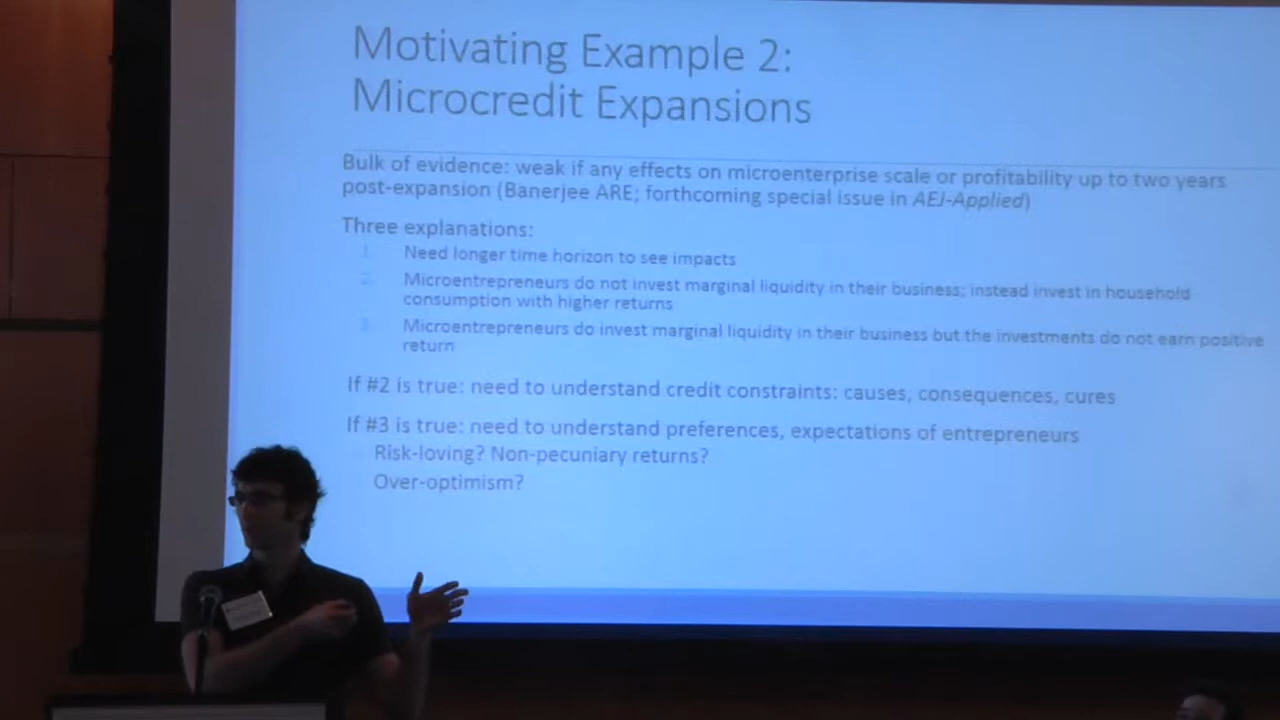 Motivating Example 2:
Microcredit Expansions
Bulk of evidence: weak if any effects on microenterprise scale or profitability up to two years
post-expansion (Banerjee ARE; forthcoming special issue in AEJ-Applied)
Three explanations:
1. Need longer time horizon to see impacts
2. Microentrepreneurs do not invest marginal liquidity in their business; instead invest in household
consumption with higher returns
3. Microentrepreneurs do invest marginal liquidity in their business but the investments do not earn positive
return
If #2 is true: need to understand credit constraints: causes, consequences, cures
If #3 is true: need to understand preferences, expectations of entrepreneurs
Risk-loving? Non-pecuniary returns?
Over-optimism?